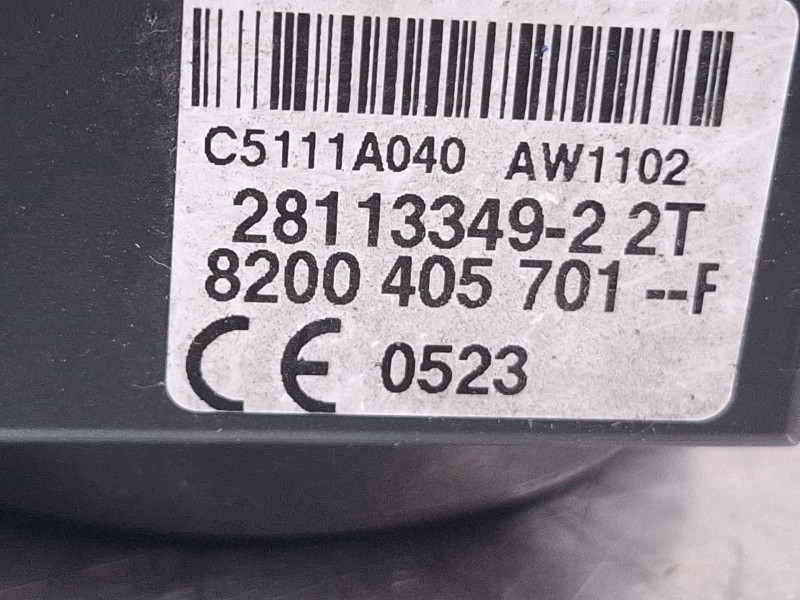 C5111A040 AW1102
28113349-2 2T
8200 405 701 --F
CE 0523